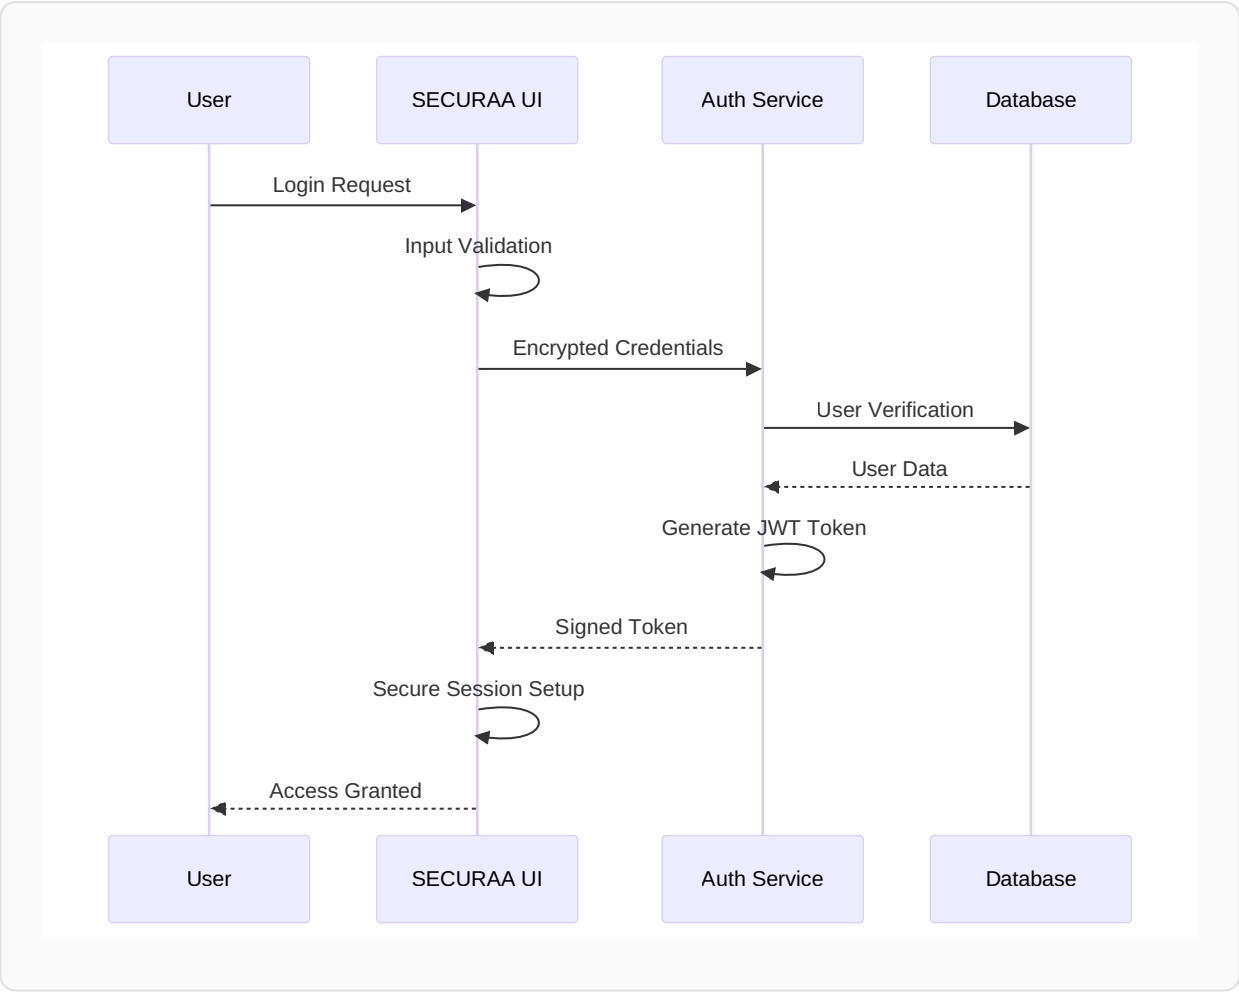 User
SECURAA UI
Auth Service
Database
Login Request
Input Validation
Encrypted Credentials
User Verification
User Data
Generate JWT Token
Signed Token
Secure Session Setup
Access Granted
User
SECURAA UI
Auth Service
Database